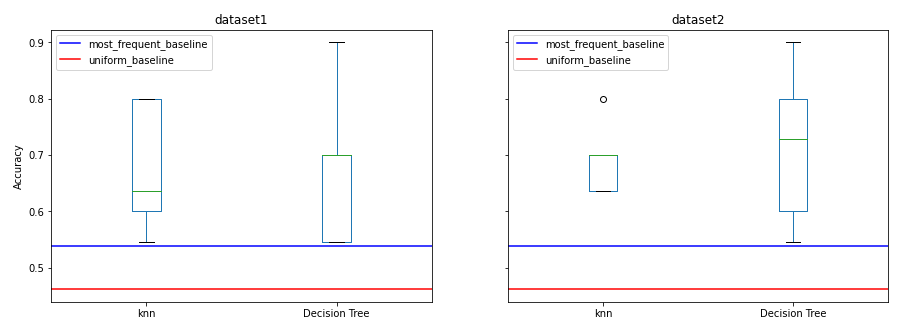 dataset1
dataset2
most_frequent_baseline
uniform_baseline
most_frequent_baseline
uniform_baseline
Accuracy
0.9
0.8
0.7
0.6
0.5
knn
Decision Tree
knn
Decision Tree